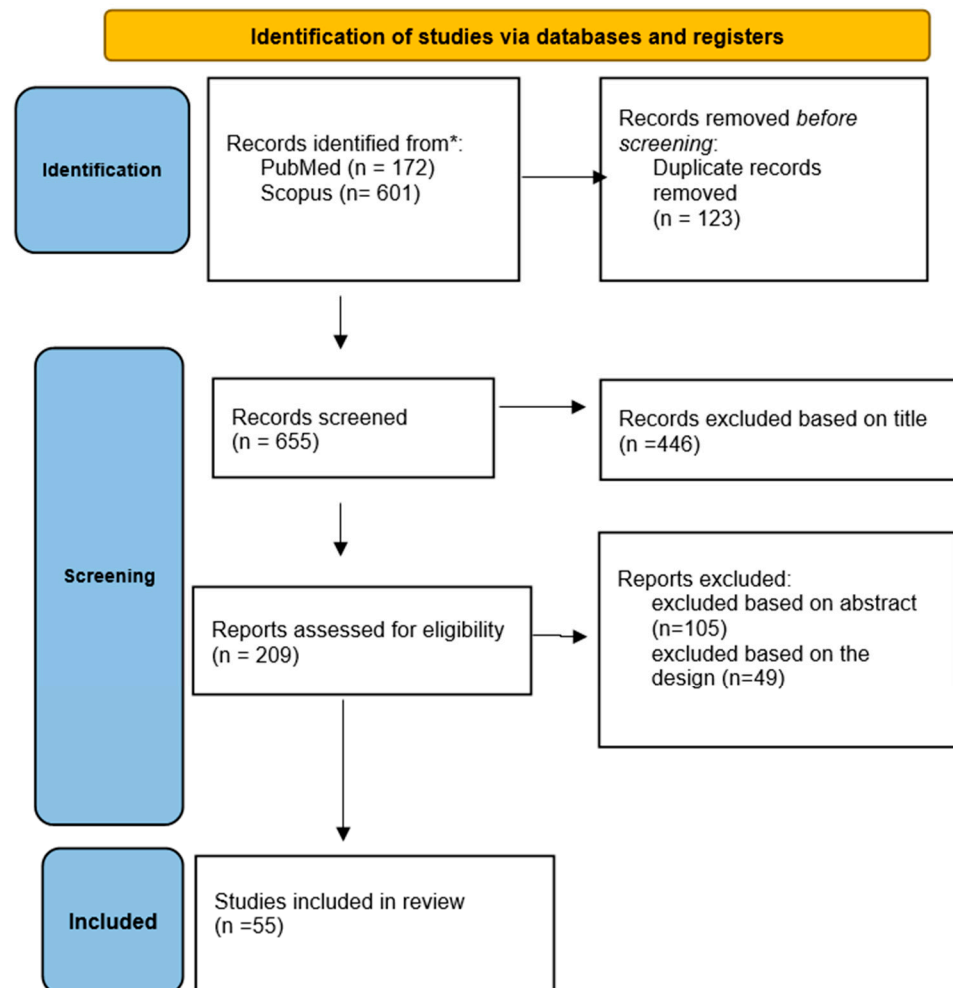 Identification of studies via databases and registers
Identification
Records identified from*:
PubMed (n = 172)
Scopus (n= 601)
Records removed before
screening:
Duplicate records
removed
(n = 123)
Screening
Records screened
(n = 655)
Records excluded based on title
(n =446)
Reports assessed for eligibility
(n = 209)
Reports excluded:
excluded based on abstract
(n=105)
excluded based on the
design (n=49)
Included
Studies included in review
(n =55)